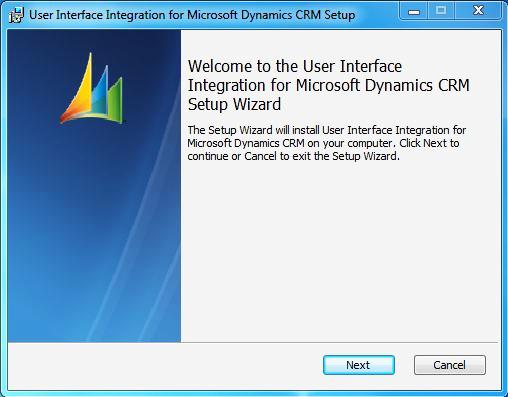 User Interface Integration for Microsoft Dynamics CRM Setup
Welcome to the User Interface
Integration for Microsoft Dynamics CRM
Setup Wizard
The Setup Wizard will install User Interface Integration for
Microsoft Dynamics CRM on your computer. Click Next to
continue or Cancel to exit the Setup Wizard.
Next
Cancel